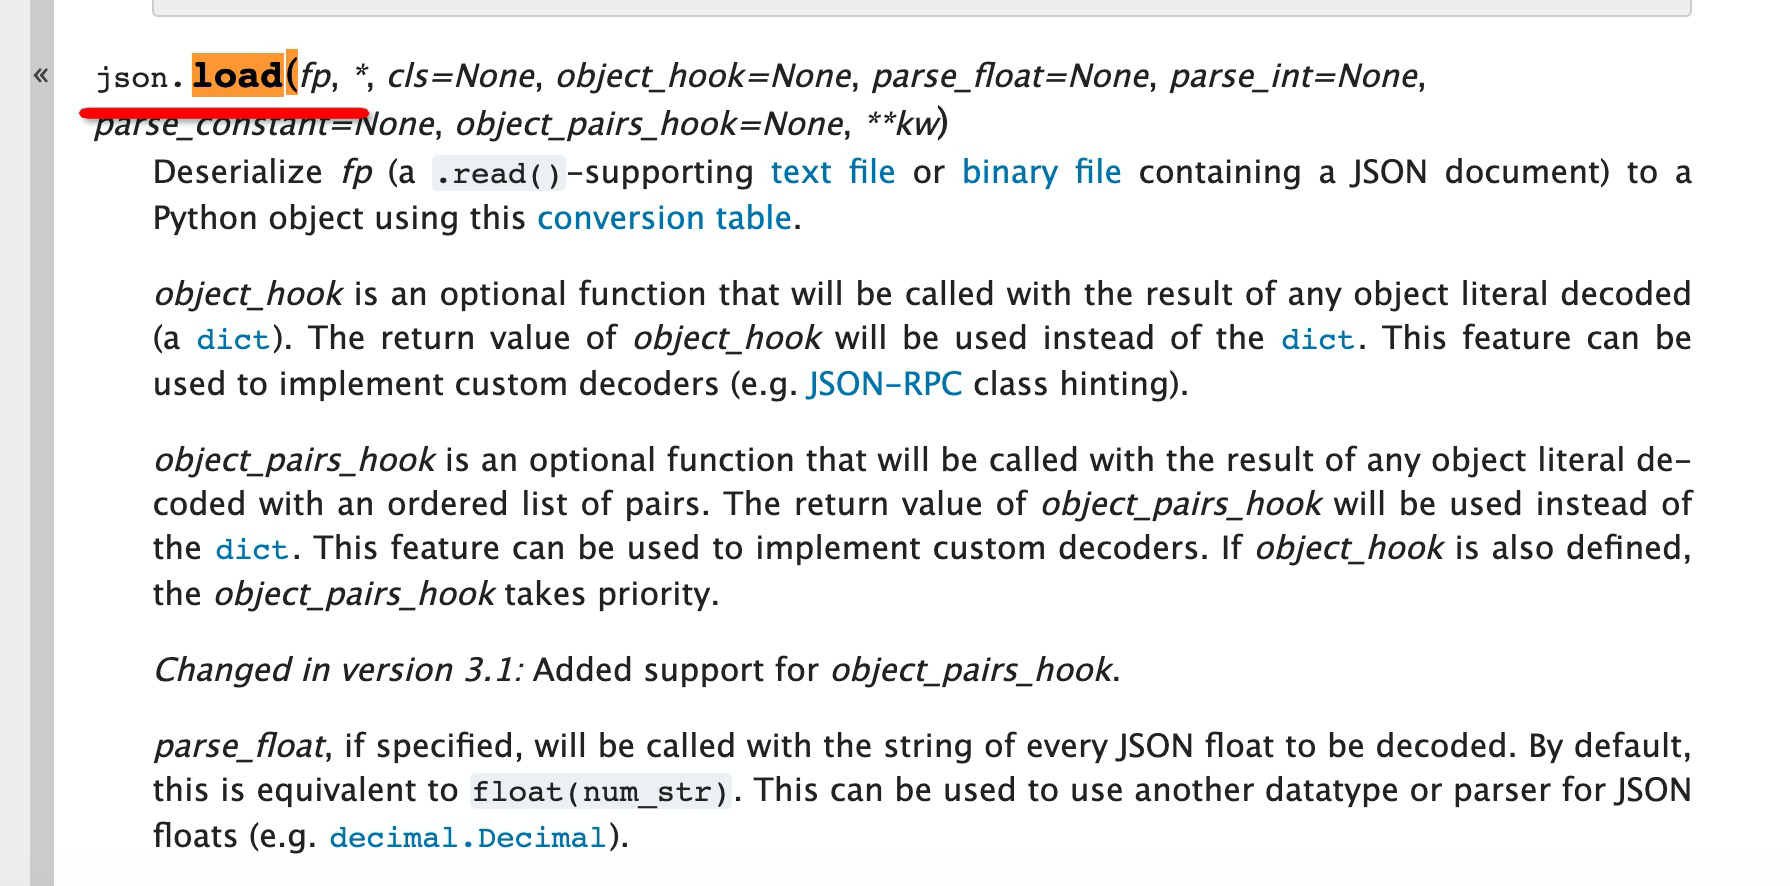 « json.load(fp, *, cls=None, object_hook=None, parse_float=None, parse_int=None,
parse_constant=None, object_pairs_hook=None, **kw)
Deserialize fp (a .read()-supporting text file or binary file containing a JSON document) to a
Python object using this conversion table.
object_hook is an optional function that will be called with the result of any object literal decoded
(a dict). The return value of object_hook will be used instead of the dict. This feature can be
used to implement custom decoders (e.g. JSON-RPC class hinting).
object_pairs_hook is an optional function that will be called with the result of any object literal de-
coded with an ordered list of pairs. The return value of object_pairs_hook will be used instead of
the dict. This feature can be used to implement custom decoders. If object_hook is also defined,
the object_pairs_hook takes priority.
Changed in version 3.1: Added support for object_pairs_hook.
parse_float, if specified, will be called with the string of every JSON float to be decoded. By default,
this is equivalent to float(num_str). This can be used to use another datatype or parser for JSON
floats (e.g. decimal.Decimal).